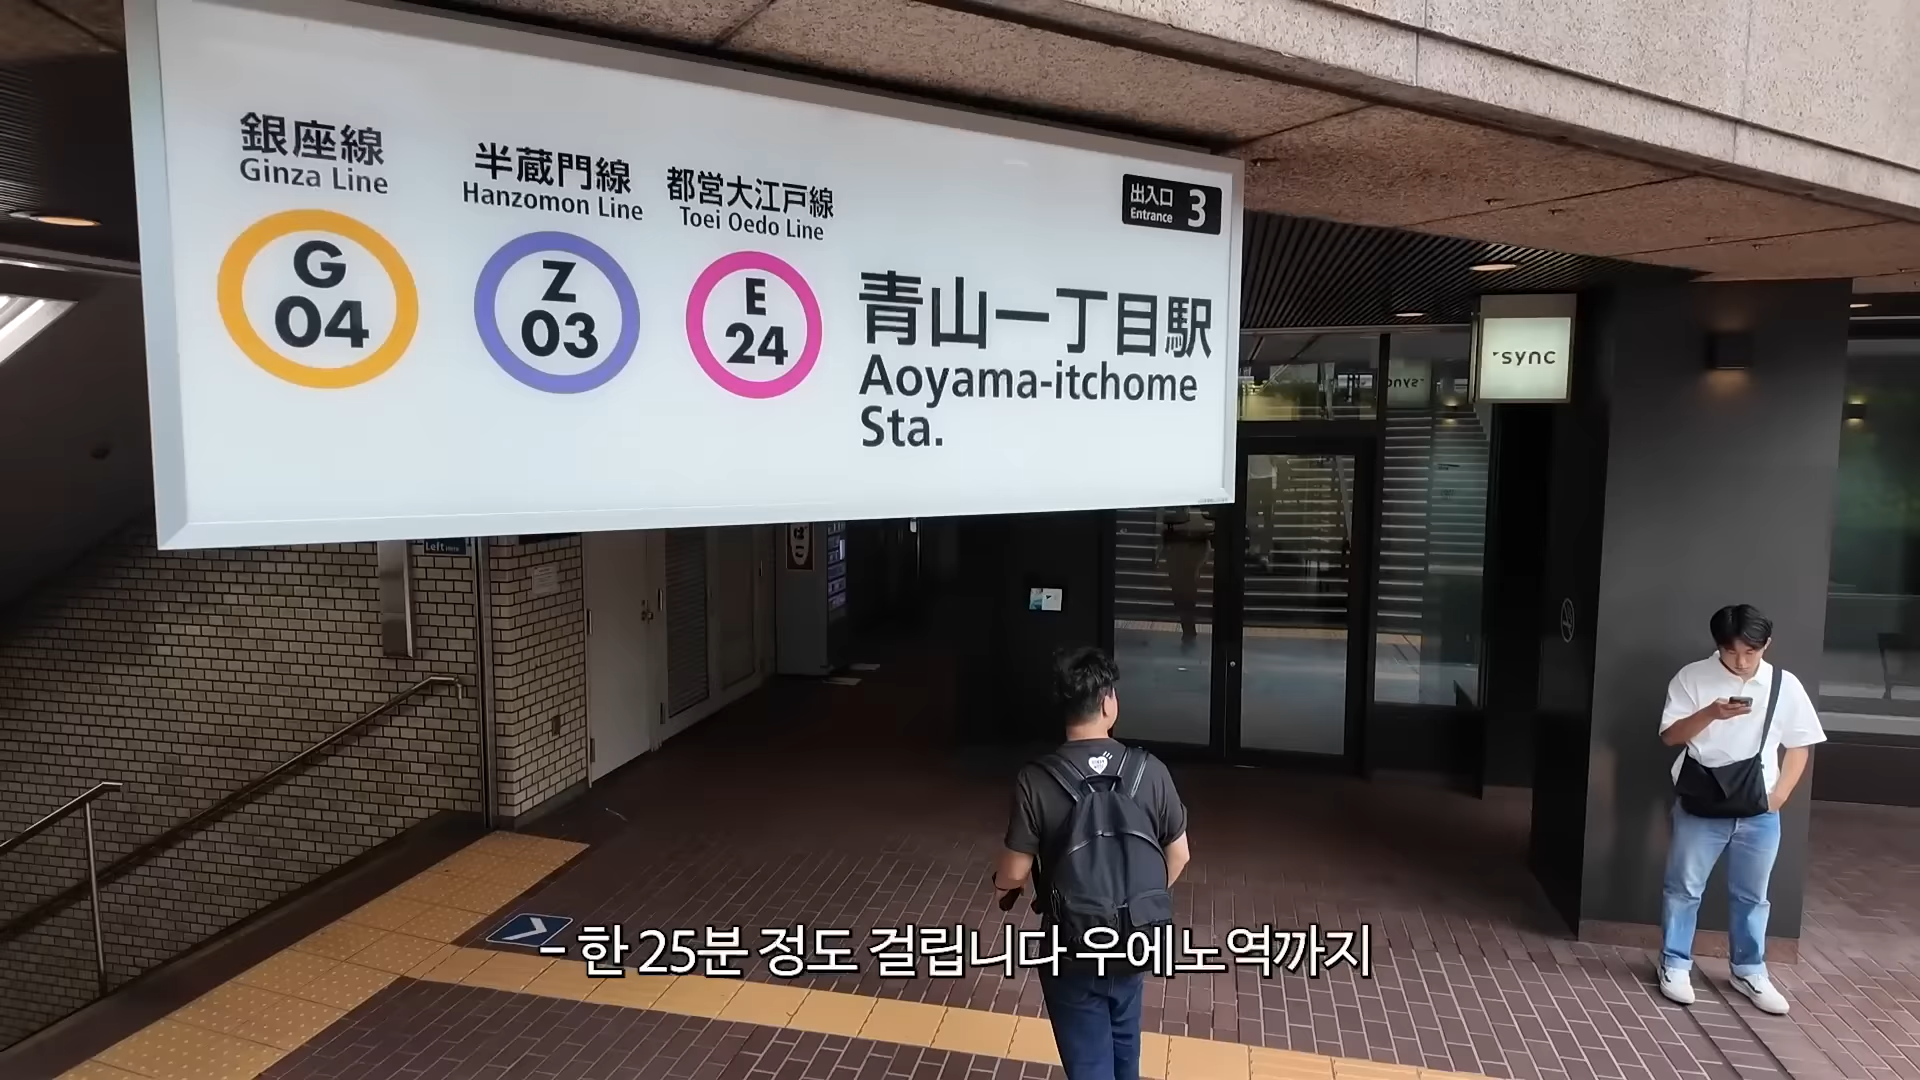 銀座線
Ginza Line
G
04
半蔵門線
Hanzomon Line
Z
03
都営大江戸線
Toei Oedo Line
E
24
出入口
Entrance
3
青山一丁目駅
Aoyama-itchome
Sta.
sync
Left
- 한 25분 정도 걸립니다 우에노역까지